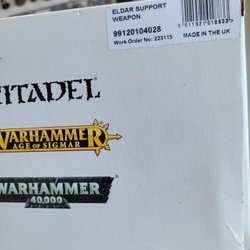 ELDAR SUPPORT
WEAPON
99120104028
Work Order No: 223115
MADE IN THE UK
CITADEL
WARHAMMER
AGE OF SIGMAR
WARHAMMER
40,000